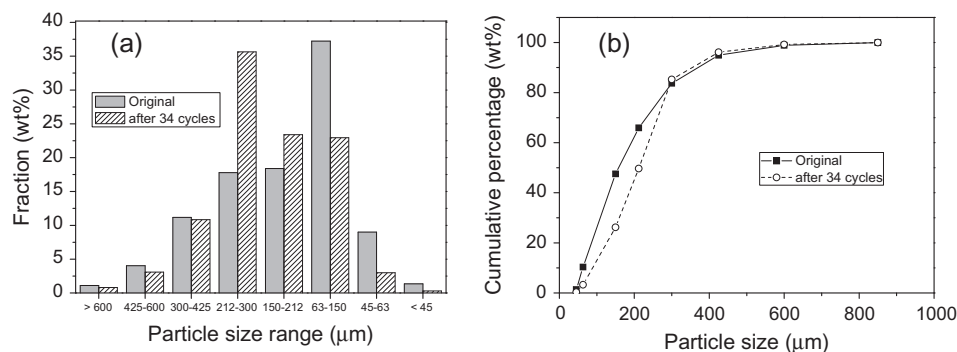 (a)
Fraction (wt%)
40
35
30
25
20
15
10
5
0
Original
after 34 cycles
> 600 425-600 300-425 212-300 150-212 63-150 45-63 < 45
Particle size range (μm)
(b)
Cumulative percentage (wt%)
100
80
60
40
20
0
Original
after 34 cycles
0 200 400 600 800 1000
Particle size (μm)